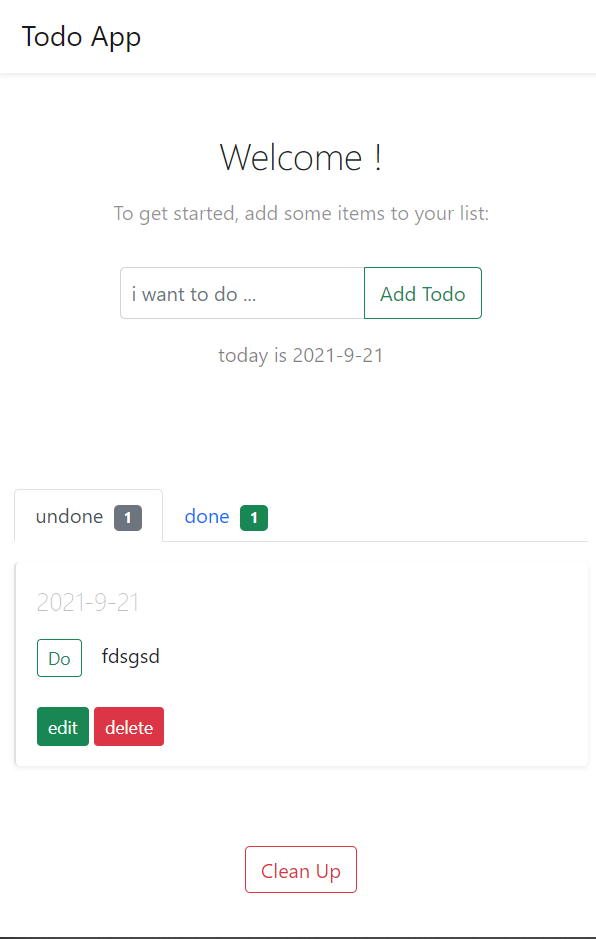 Todo App
Welcome !
To get started, add some items to your list:
i want to do ... Add Todo
today is 2021-9-21
undone 1 done 1
2021-9-21
Do fdsgsd
edit delete
Clean Up